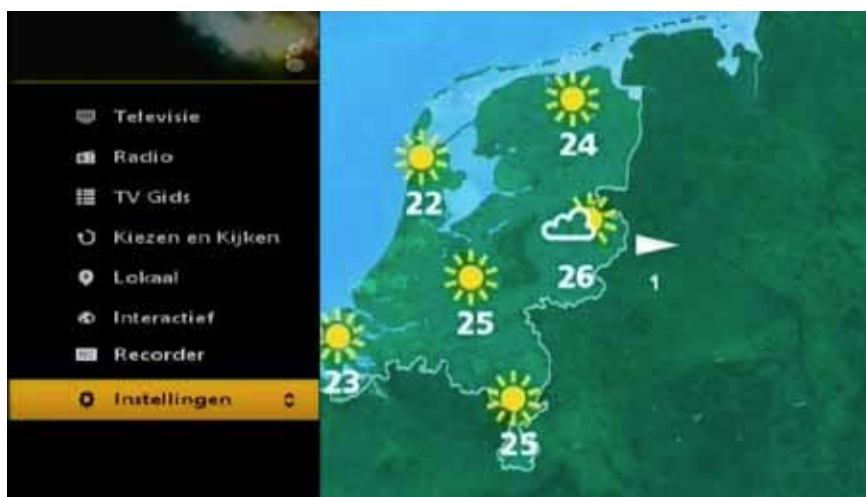 Televisie
Radio
TV Gids
Kiezen en Kijken
Lokaal
Interactief
Recorder
Instellingen
24
22
26
1
25
23
25